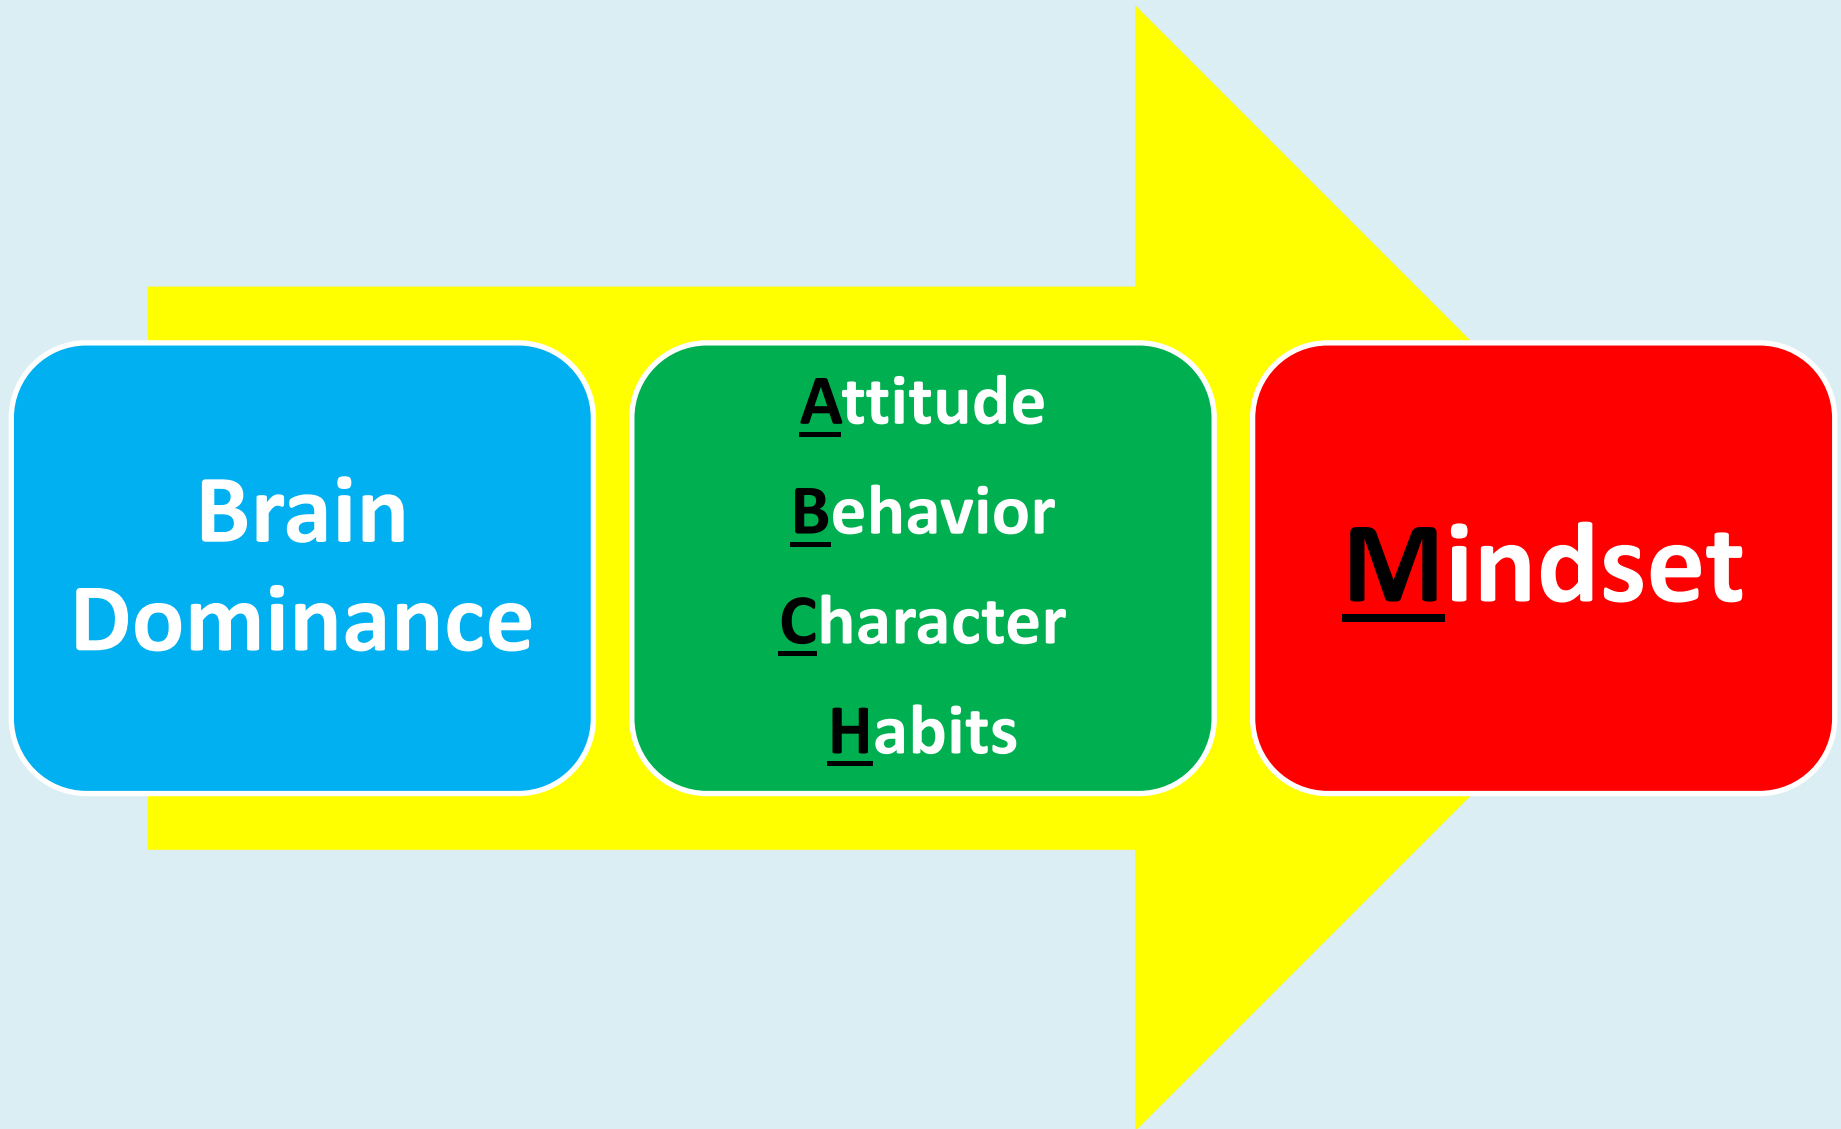 Brain
Dominance
Attitude
Behavior
Character
Habits
Mindset